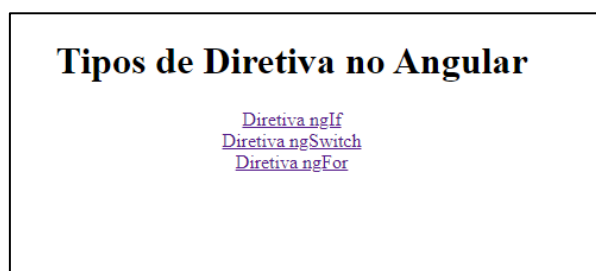 Tipos de Diretiva no Angular
Diretiva ngIf
Diretiva ngSwitch
Diretiva ngFor